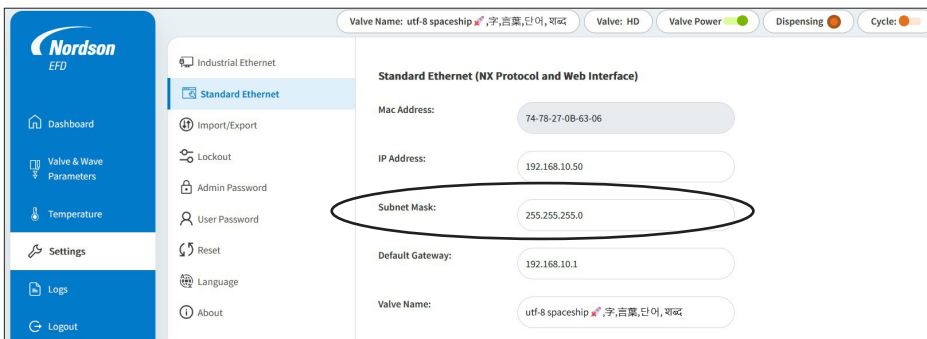 Valve Name: utf-8 spaceship 🚀,字,言葉,단어, शब्द
Valve: HD
Valve Power
Dispensing
Cycle:
Nordson
EFD
Dashboard
Valve & Wave
Parameters
Temperature
Settings
Logs
Logout
Industrial Ethernet
Standard Ethernet
Import/Export
Lockout
Admin Password
User Password
Reset
Language
About
Standard Ethernet (NX Protocol and Web Interface)
Mac Address:
74-78-27-0B-63-06
IP Address:
192.168.10.50
Subnet Mask:
255.255.255.0
Default Gateway:
192.168.10.1
Valve Name:
utf-8 spaceship 🚀,字,言葉,단어, शब्द